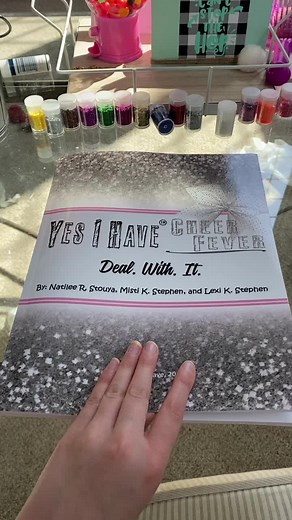 YES I HAVE CHEER
FEVER
Deal. With. It.
By: Natilee R. Stouya, Misti K. Stephen, and Lexi K. Stephen